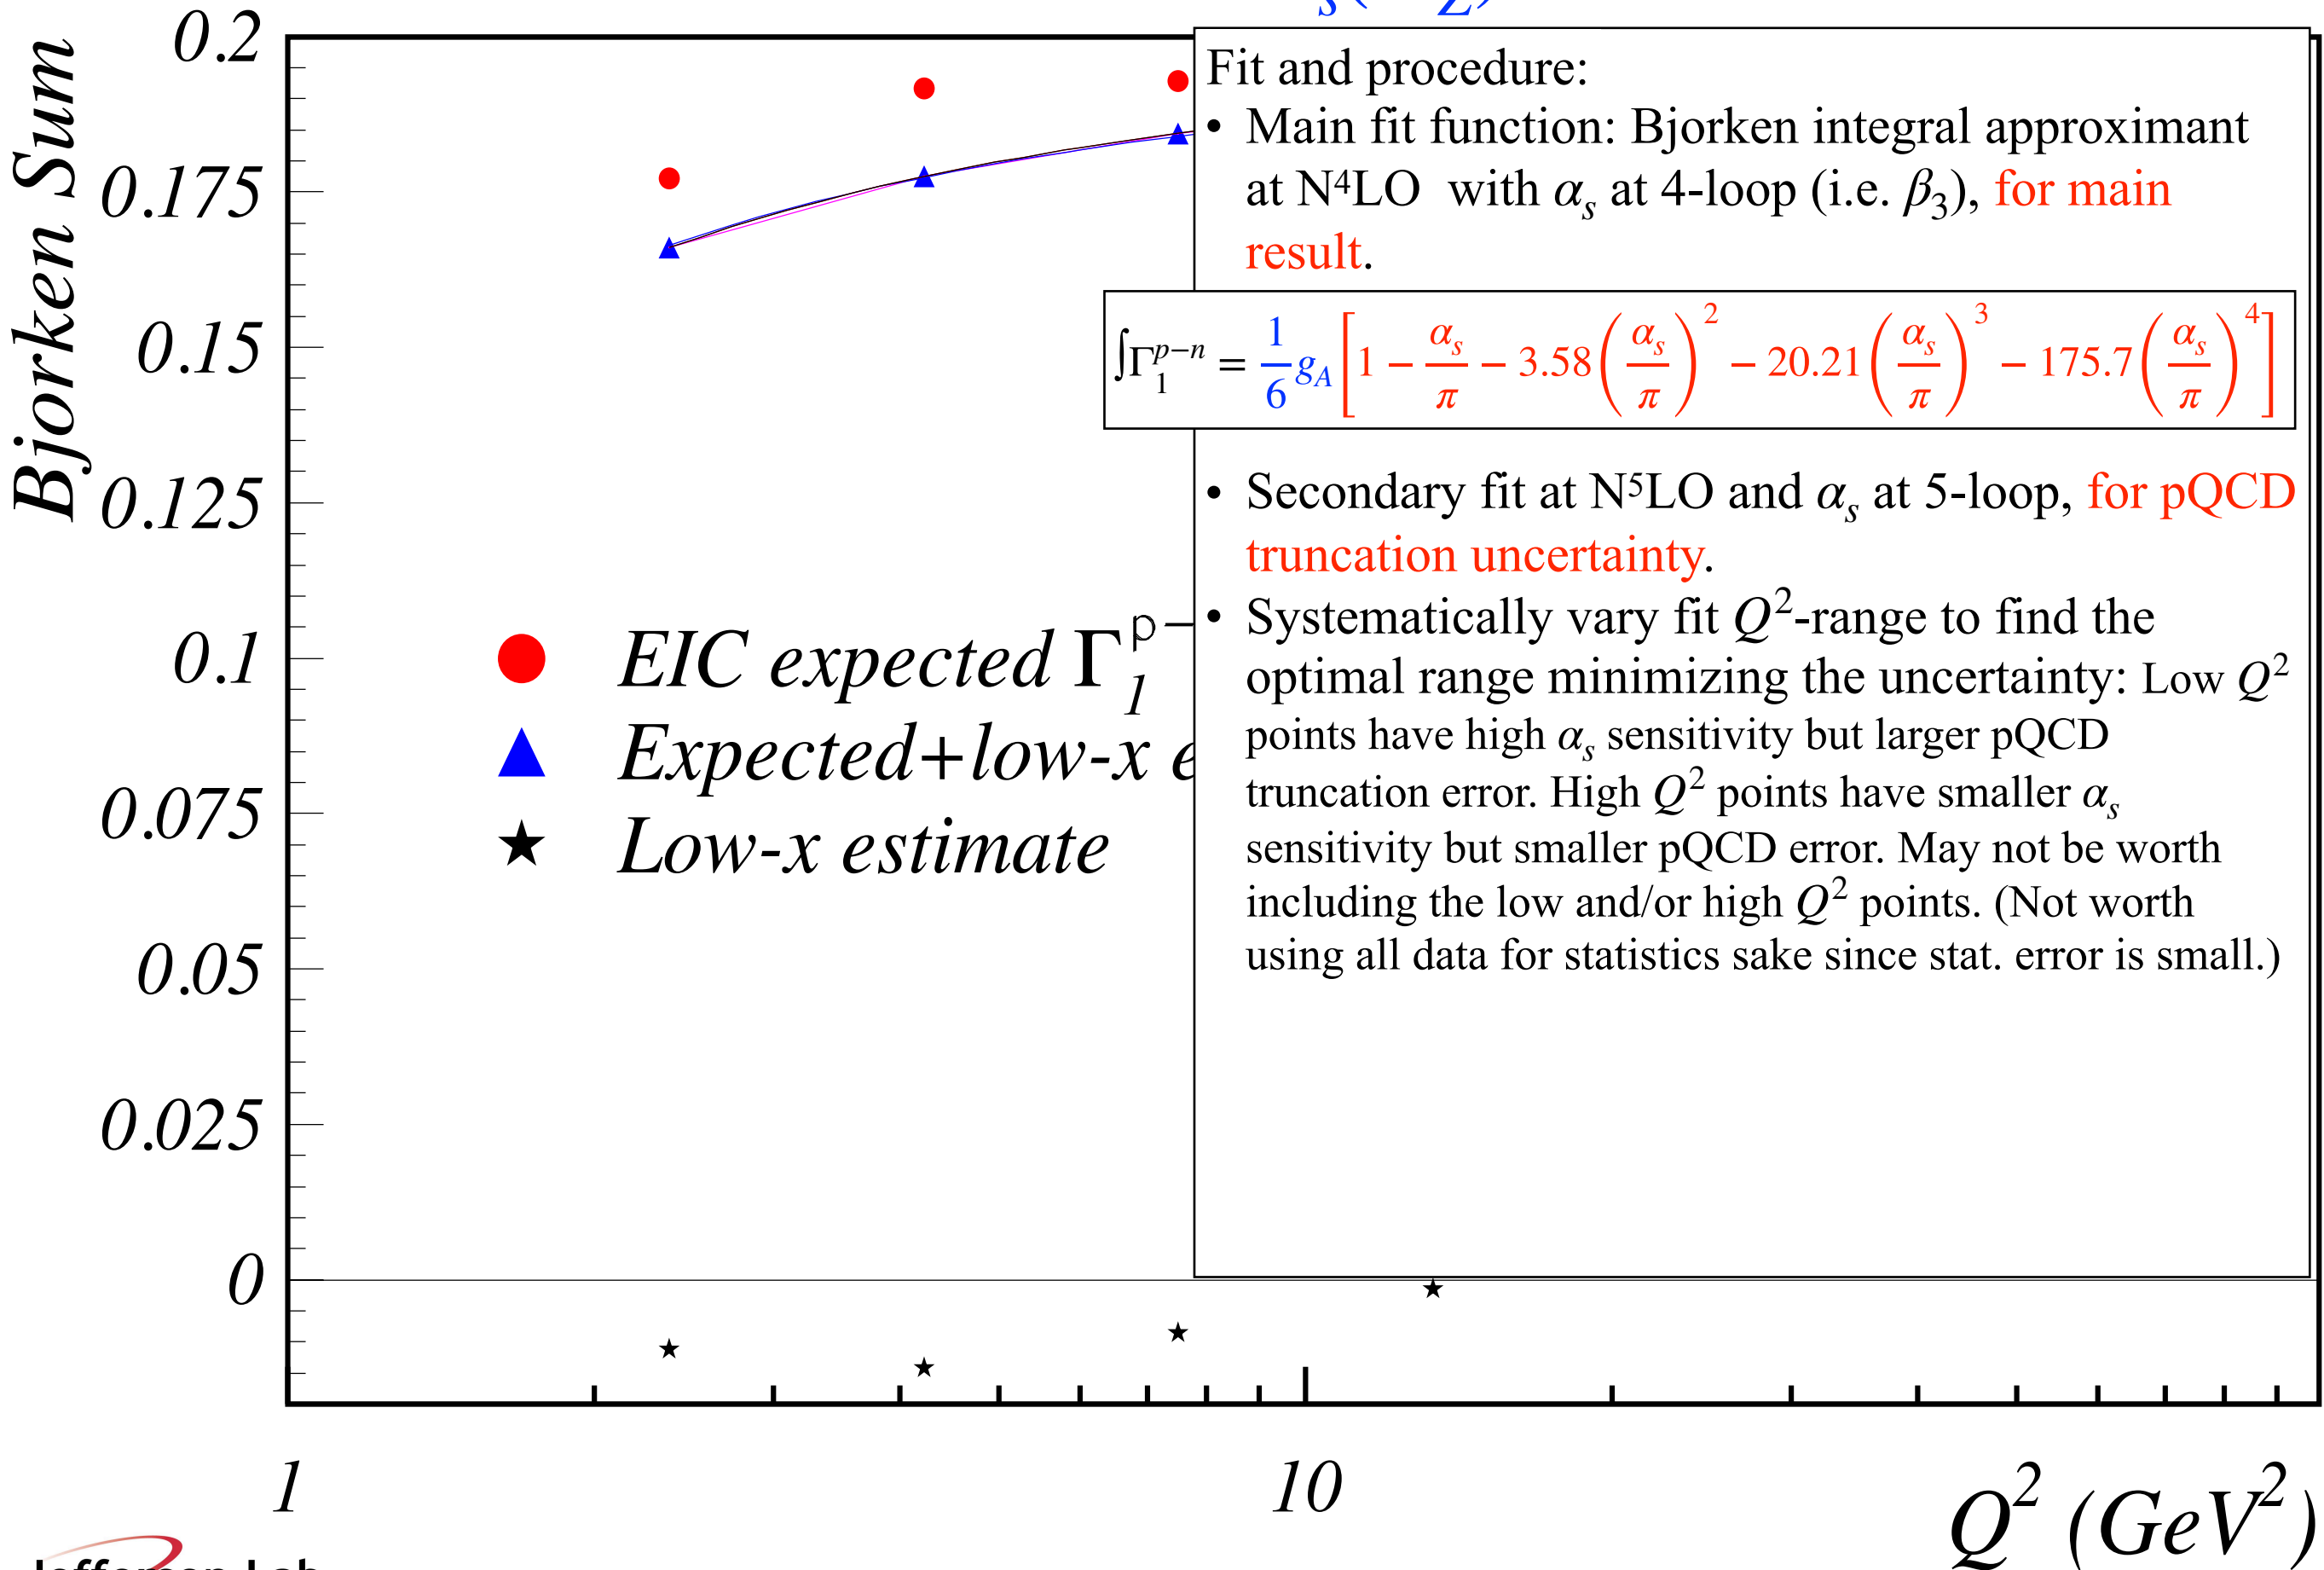 s( Z)
Bjorken Sum
0.2
0.175
0.15
0.125
0.1
0.075
0.05
0.025
0
EIC expected Γ₁ᵖ⁻
Expected+low-x e
Low-x estimate
Fit and procedure:
• Main fit function: Bjorken integral approximant
at N⁴LO with αₛ at 4-loop (i.e. β₃), for main
result.
∫Γ₁ᵖ⁻ⁿ = 1/6 g_A [1 − αₛ/π − 3.58(αₛ/π)² − 20.21(αₛ/π)³ − 175.7(αₛ/π)⁴]
• Secondary fit at N⁵LO and αₛ at 5-loop, for pQCD
truncation uncertainty.
• Systematically vary fit Q²-range to find the
optimal range minimizing the uncertainty: Low Q²
points have high αₛ sensitivity but larger pQCD
truncation error. High Q² points have smaller αₛ
sensitivity but smaller pQCD error. May not be worth
including the low and/or high Q² points. (Not worth
using all data for statistics sake since stat. error is small.)
1
10
Q² (GeV²)
Jefferson Lab